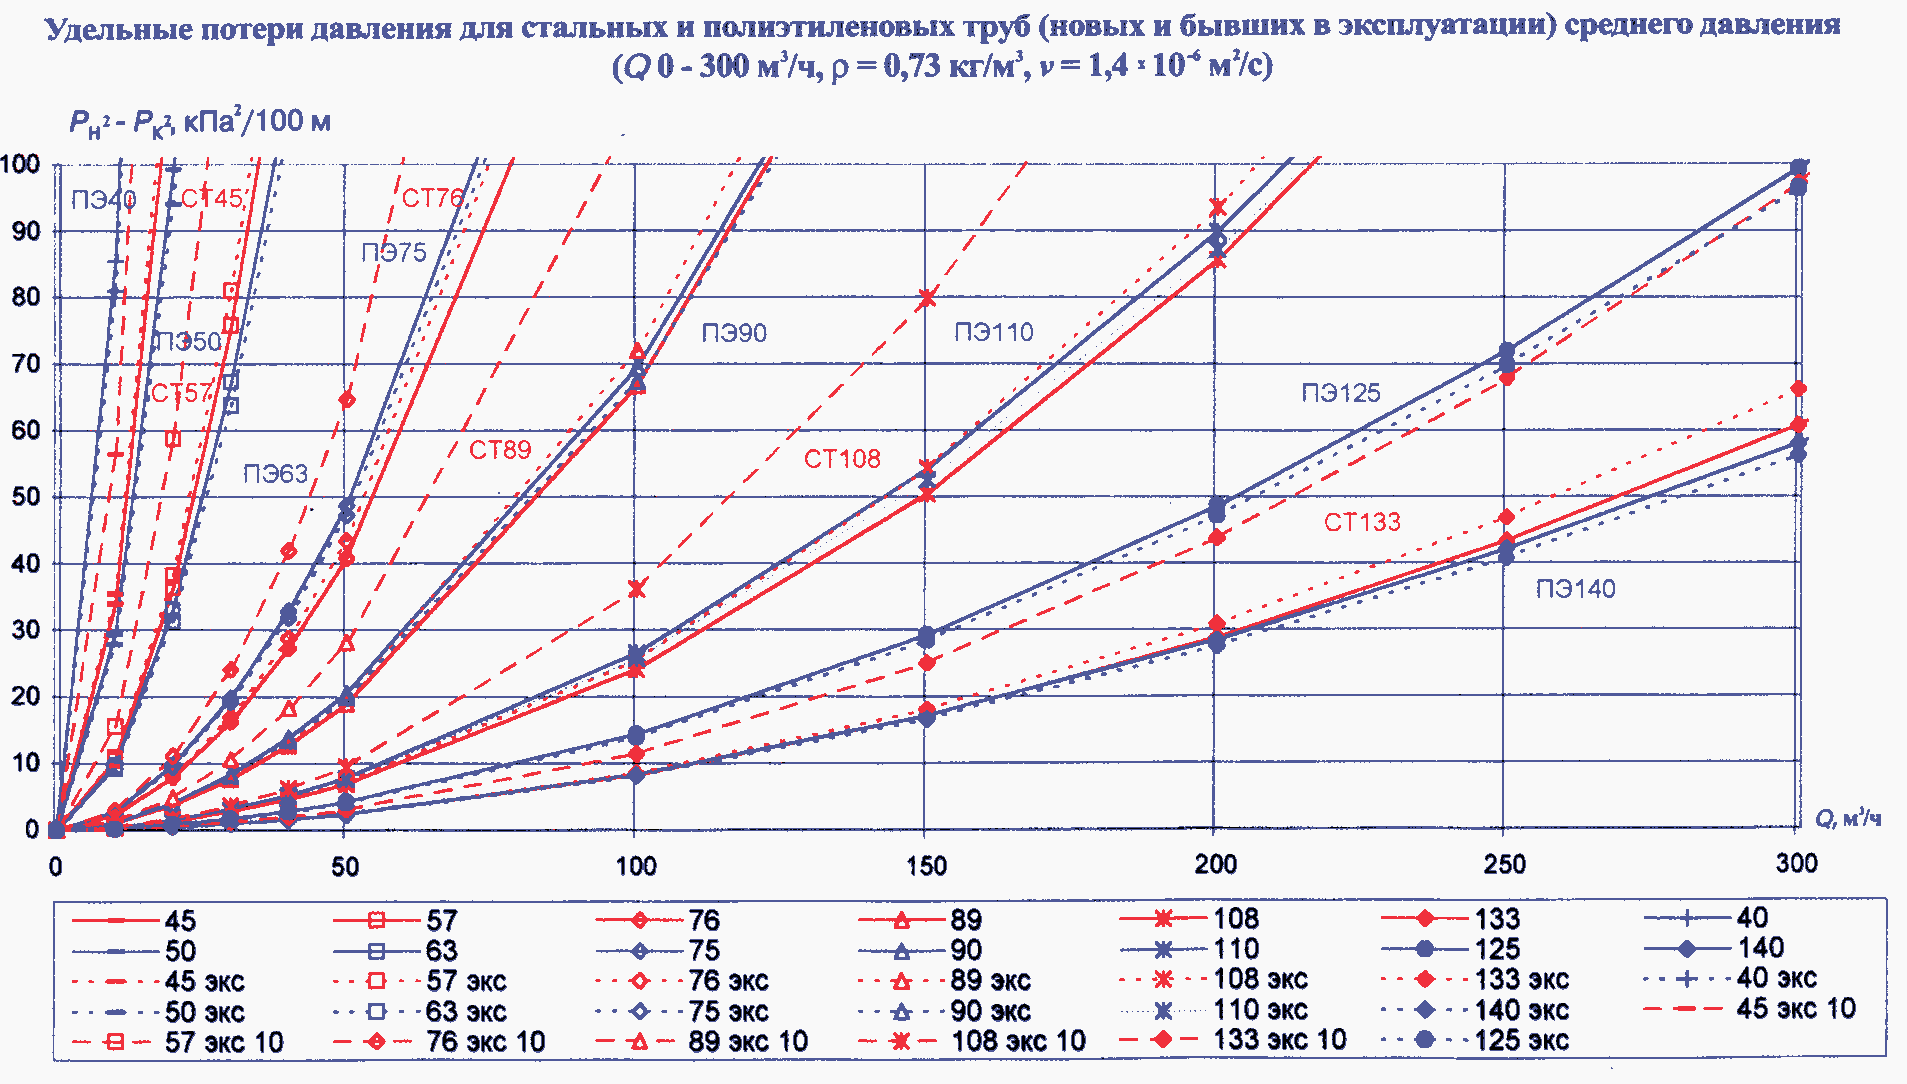 Удельные потери давления для стальных и полиэтиленовых труб (новых и бывших в эксплуатации) среднего давления
(Q 0 - 300 м³/ч, ρ = 0,73 кг/м³, ν = 1,4 · 10⁻⁶ м²/с)
Pн² - Pк², кПа²/100 м
100
90
80
70
60
50
40
30
20
10
0
ПЭ40
СТ45
СТ76
ПЭ75
ПЭ50
ПЭ90
ПЭ110
СТ57
ПЭ125
СТ89
СТ108
ПЭ63
СТ133
ПЭ140
Q, м³/ч
0 50 100 150 200 250 300
45 57 76 89 108 133 40
50 63 75 90 110 125 140
45 экс 57 экс 76 экс 89 экс 108 экс 133 экс 40 экс
50 экс 63 экс 75 экс 90 экс 110 экс 140 экс 45 экс 10
57 экс 10 76 экс 10 89 экс 10 108 экс 10 133 экс 10 125 экс